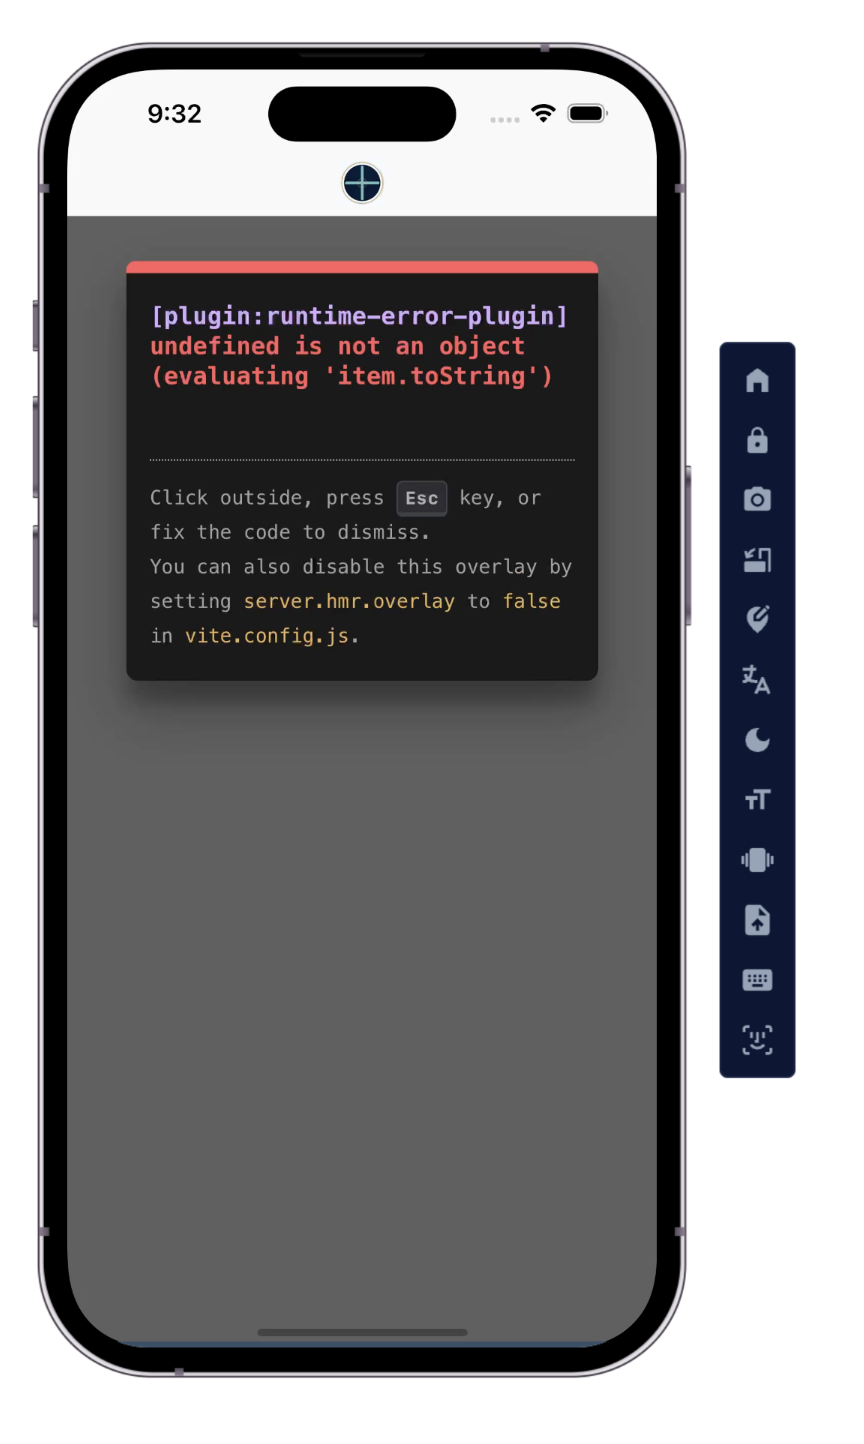 9:32
[plugin:runtime-error-plugin]
undefined is not an object
(evaluating 'item.toString')
Click outside, press Esc key, or
fix the code to dismiss.
You can also disable this overlay by
setting server.hmr.overlay to false
in vite.config.js.